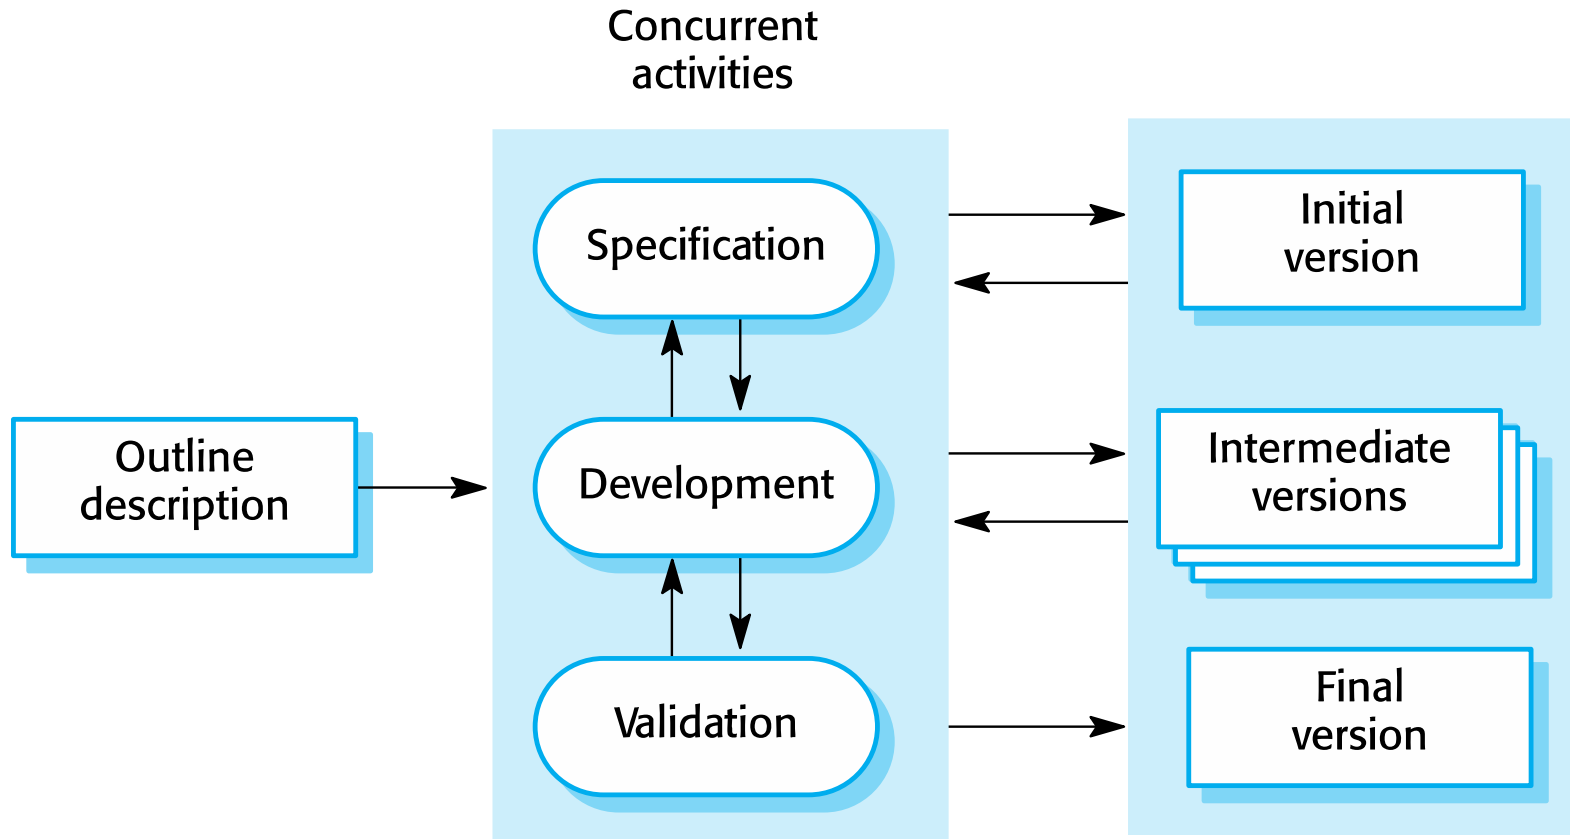 Concurrent
activities
Specification
Initial
version
Outline
description
Development
Intermediate
versions
Validation
Final
version